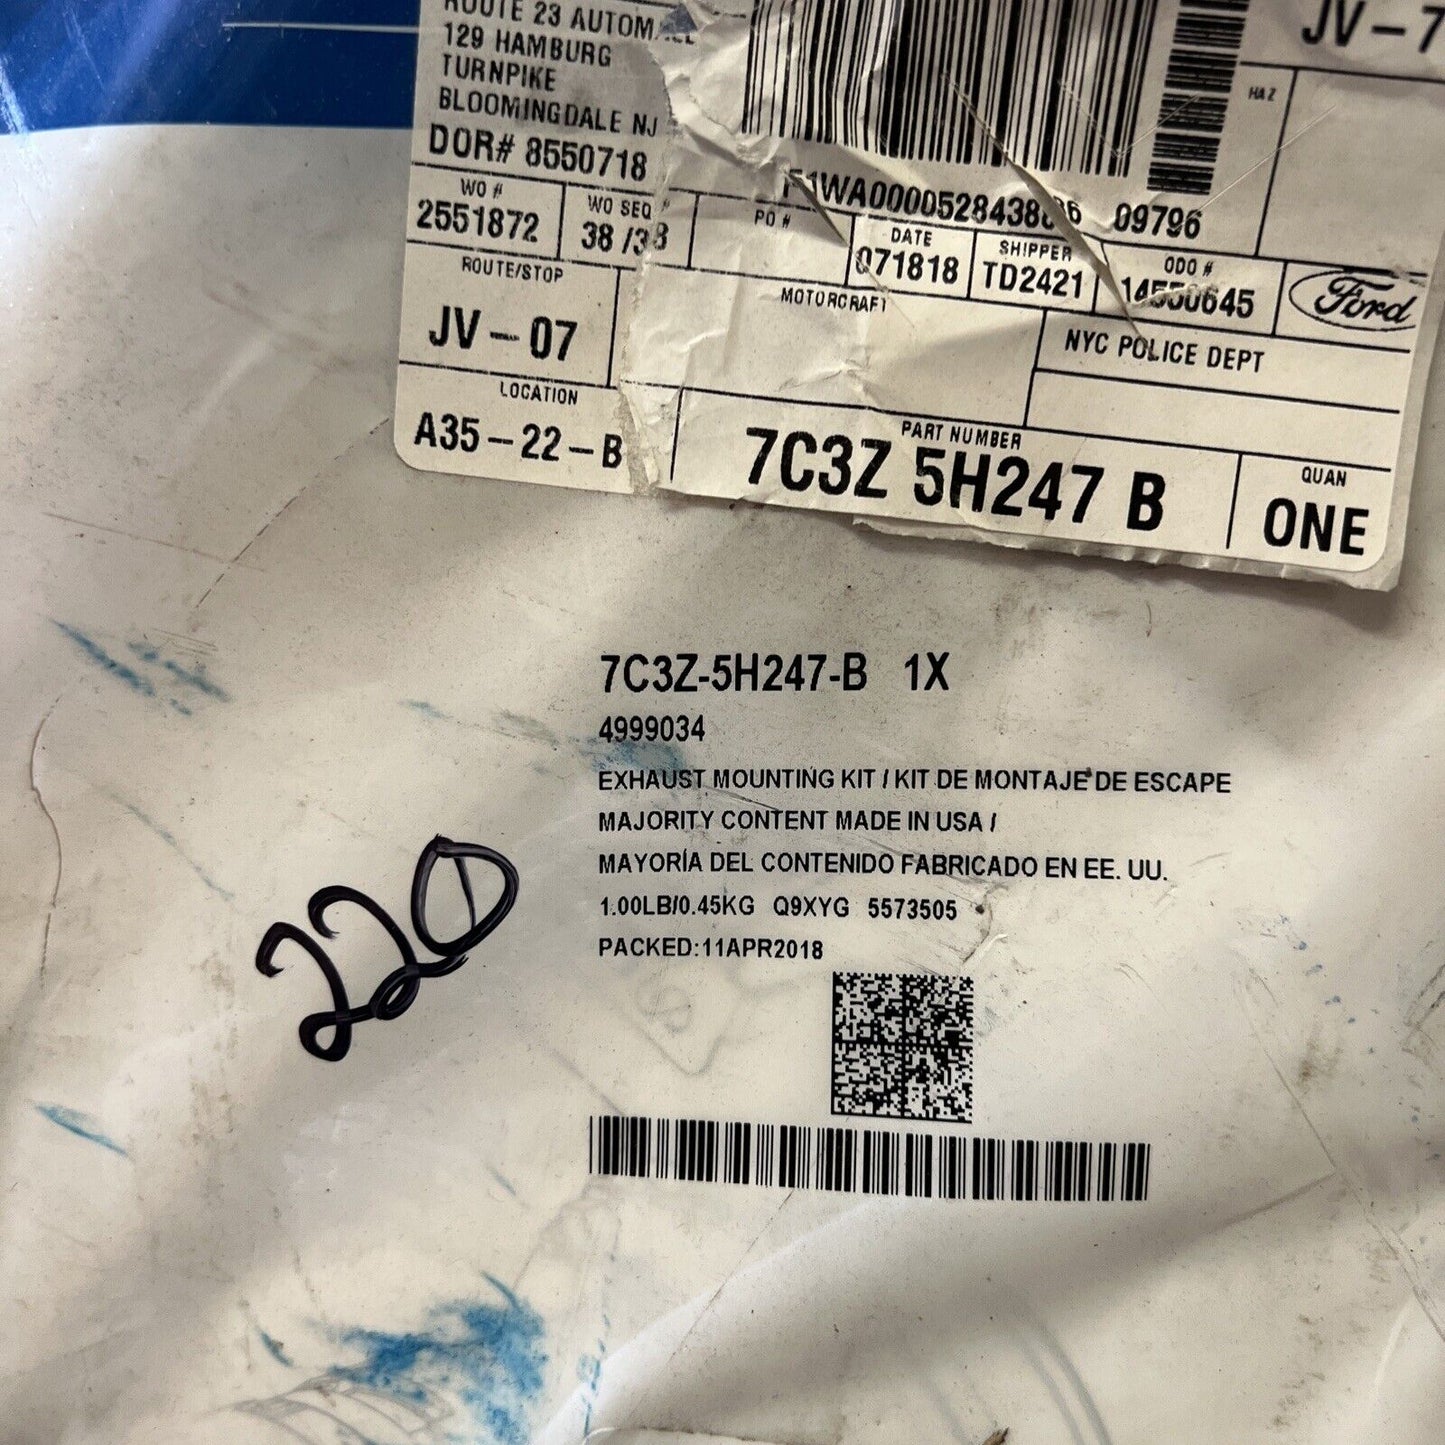 ROUTE 23
129 HAMBURG
TURNPIKE
BLOOMINGDALE NJ
DOR# 8550718
JV-7
HAZ
09796
WO #
2551872
WO SEQ #
38 /38
PO #
DATE
071818
SHIPPER
TD2421
ODO #
14550645
Ford
ROUTE/STOP
JV-07
MOTORCRAFT
NYC POLICE DEPT
LOCATION
A35-22-B
PART NUMBER
7C3Z 5H247 B
QUAN
ONE
7C3Z-5H247-B 1X
4999034
EXHAUST MOUNTING KIT / KIT DE MONTAJE DE ESCAPE
MAJORITY CONTENT MADE IN USA /
MAYORÍA DEL CONTENIDO FABRICADO EN EE. UU.
1.00LB/0.45KG Q9XYG 5573505
PACKED:11APR2018
220